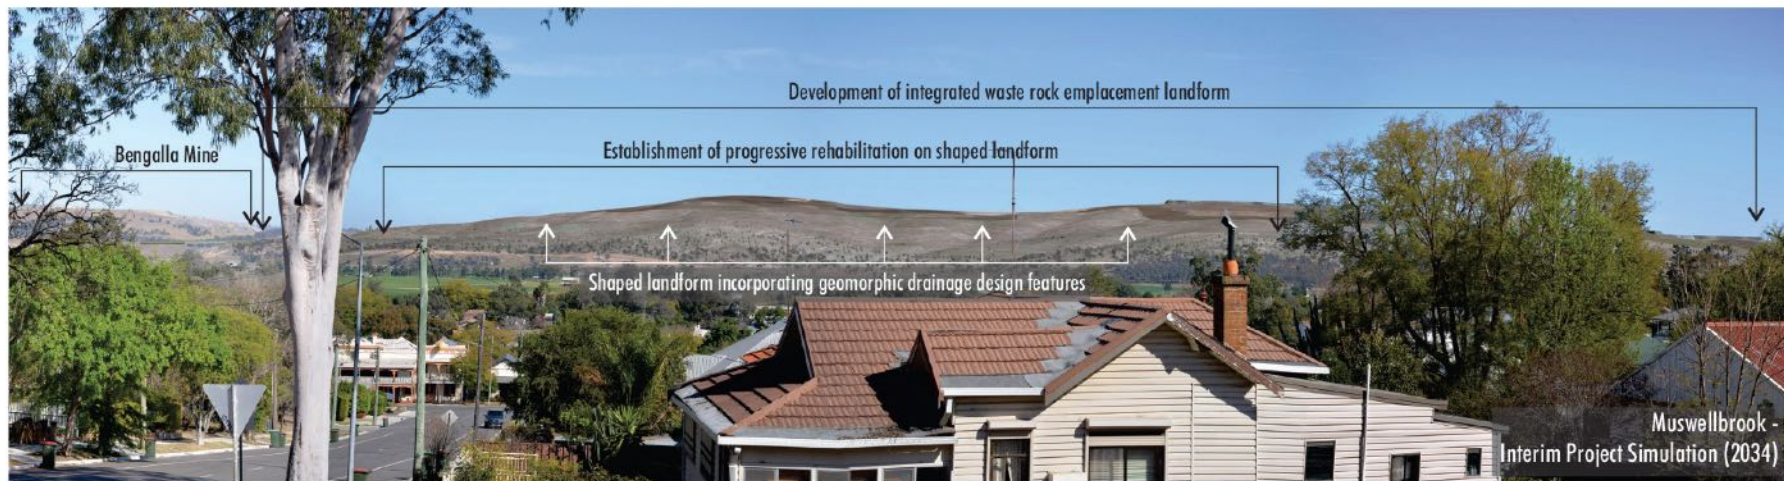 Development of integrated waste rock emplacement landform
Bengalla Mine
Establishment of progressive rehabilitation on shaped landform
Shaped landform incorporating geomorphic drainage design features
Muswellbrook -
Interim Project Simulation (2034)